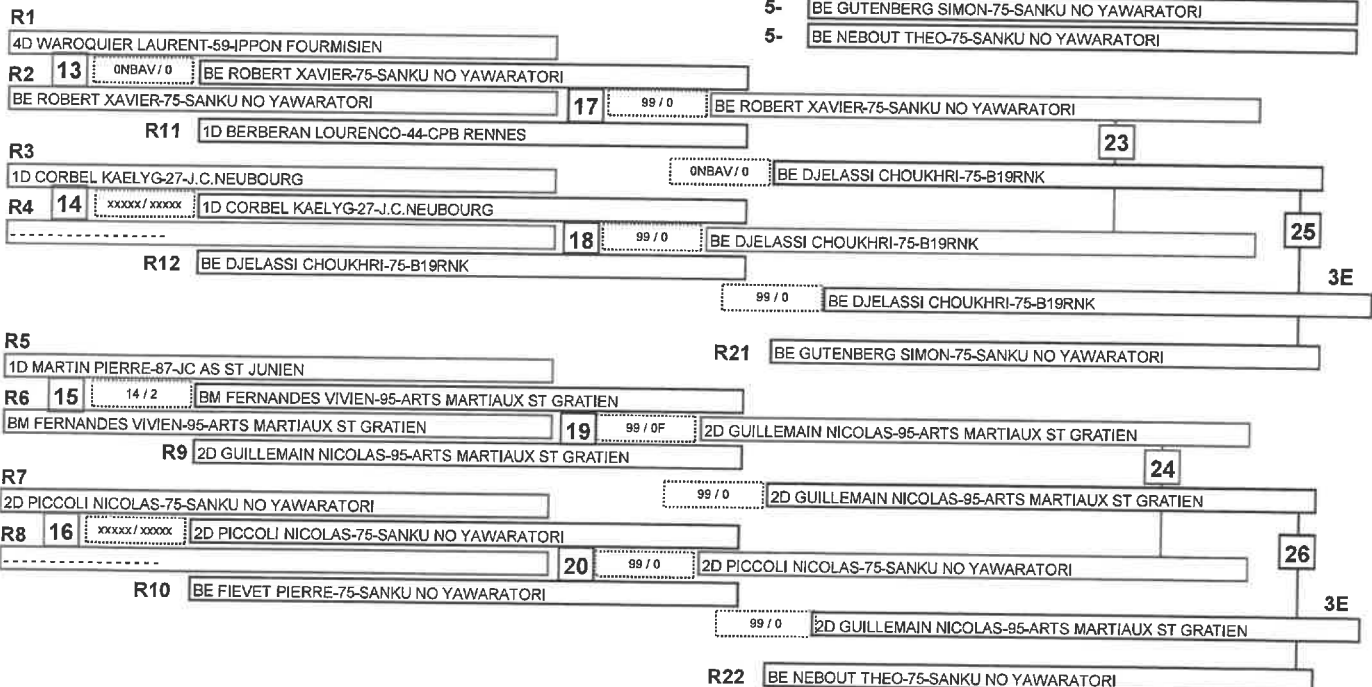 5- BE GUTENBERG SIMON-75-SANKU NO YAWARATORI
R1
4D WAROQUIER LAURENT-59-IPPON FOURMISIEN
5- BE NEBOUT THEO-75-SANKU NO YAWARATORI
R2 13 0NBAV / 0 BE ROBERT XAVIER-75-SANKU NO YAWARATORI
BE ROBERT XAVIER-75-SANKU NO YAWARATORI 17 99 / 0 BE ROBERT XAVIER-75-SANKU NO YAWARATORI
R11 1D BERBERAN LOURENCO-44-CPB RENNES
23
R3
1D CORBEL KAELYG-27-J.C.NEUBOURG
0NBAV / 0 BE DJELASSI CHOUKHRI-75-B19RNK
R4 14 xxxxx / xxxxx 1D CORBEL KAELYG-27-J.C.NEUBOURG
------------------ 18 99 / 0 BE DJELASSI CHOUKHRI-75-B19RNK
25
R12 BE DJELASSI CHOUKHRI-75-B19RNK
3E
99 / 0 BE DJELASSI CHOUKHRI-75-B19RNK
R5
R21 BE GUTENBERG SIMON-75-SANKU NO YAWARATORI
1D MARTIN PIERRE-87-JC AS ST JUNIEN
R6 15 14 / 2 BM FERNANDES VIVIEN-95-ARTS MARTIAUX ST GRATIEN
BM FERNANDES VIVIEN-95-ARTS MARTIAUX ST GRATIEN 19 99 / 0F 2D GUILLEMAIN NICOLAS-95-ARTS MARTIAUX ST GRATIEN
R9 2D GUILLEMAIN NICOLAS-95-ARTS MARTIAUX ST GRATIEN
24
R7
2D PICCOLI NICOLAS-75-SANKU NO YAWARATORI
99 / 0 2D GUILLEMAIN NICOLAS-95-ARTS MARTIAUX ST GRATIEN
R8 16 xxxxx / xxxxx 2D PICCOLI NICOLAS-75-SANKU NO YAWARATORI
------------------ 20 99 / 0 2D PICCOLI NICOLAS-75-SANKU NO YAWARATORI
26
R10 BE FIEVET PIERRE-75-SANKU NO YAWARATORI
3E
99 / 0 2D GUILLEMAIN NICOLAS-95-ARTS MARTIAUX ST GRATIEN
R22 BE NEBOUT THEO-75-SANKU NO YAWARATORI